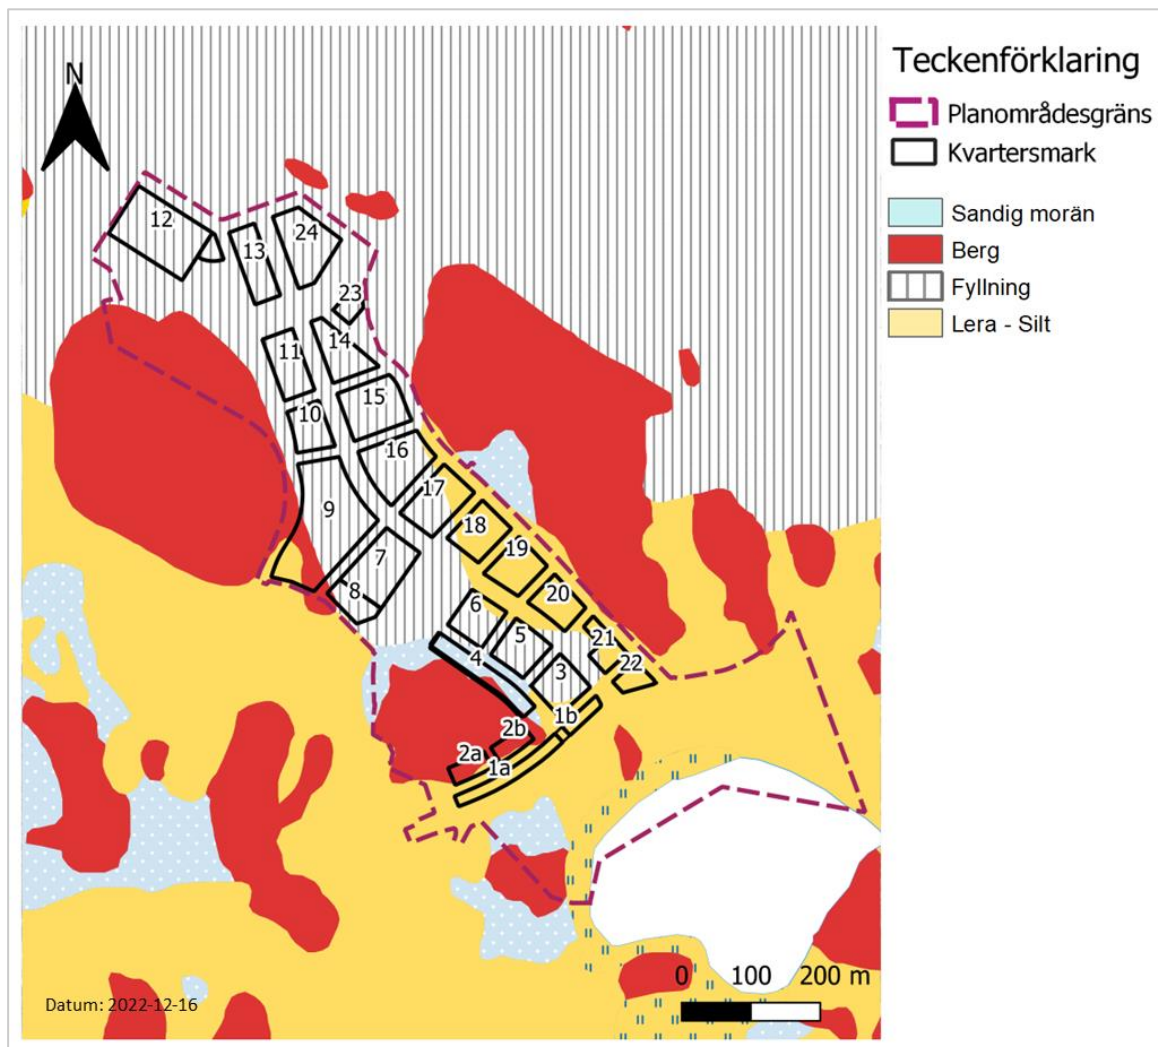 Teckenförklaring
Planområdesgräns
Kvartersmark
Sandig morän
Berg
Fyllning
Lera - Silt
N
12
13
24
23
11
14
10
15
16
9
17
18
7
19
8
20
6
5
21
4
3
22
1b
2b
2a
1a
0 100 200 m
Datum: 2022-12-16